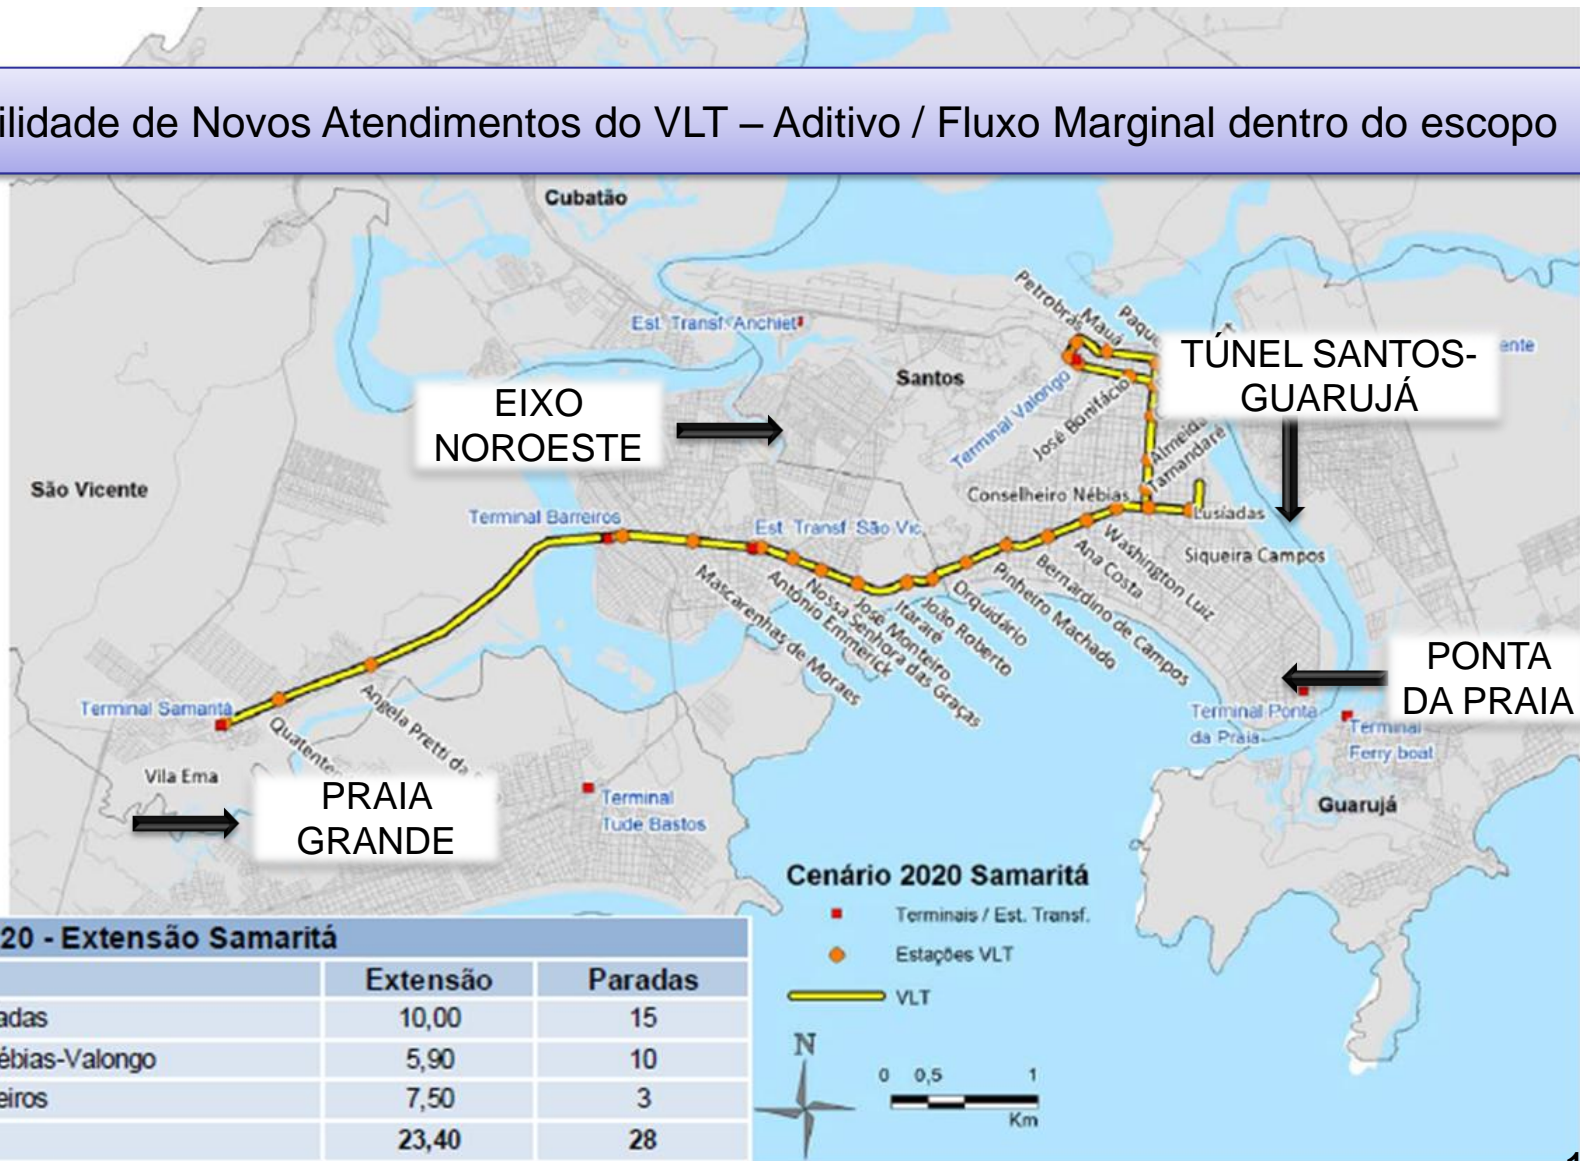 ilidade de Novos Atendimentos do VLT – Aditivo / Fluxo Marginal dentro do escopo
Cubatão
Est. Transf. Anchiet
Petrobrás
Mauá
Paque
TÚNEL SANTOS-
GUARUJÁ
ente
Santos
EIXO
NOROESTE
Terminal Valongo
José Bonifácio
Almeida
Tamandaré
São Vicente
Conselheiro Nébias
Lusíadas
Terminal Barreiros
Est. Transf. São Vic.
Siqueira Campos
Washington Luiz
Ana Costa
Bernardino de Campos
Pinheiro Machado
Orquidário
João Roberto
Itararé
José Monteiro
Nossa Senhora das Graças
Antônio Emmerick
Mascarenhas de Moraes
PONTA
DA PRAIA
Terminal Samaritá
Quatenter
Angela Pretti da
Terminal Ponta
da Praia
Terminal
Ferry boat
Vila Ema
PRAIA
GRANDE
Terminal
Tude Bastos
Guarujá
Cenário 2020 Samaritá
Terminais / Est. Transf.
Estações VLT
VLT
N
0 0,5 1
Km
20 - Extensão Samaritá
Extensão Paradas
adas 10,00 15
ébias-Valongo 5,90 10
eiros 7,50 3
23,40 28
1